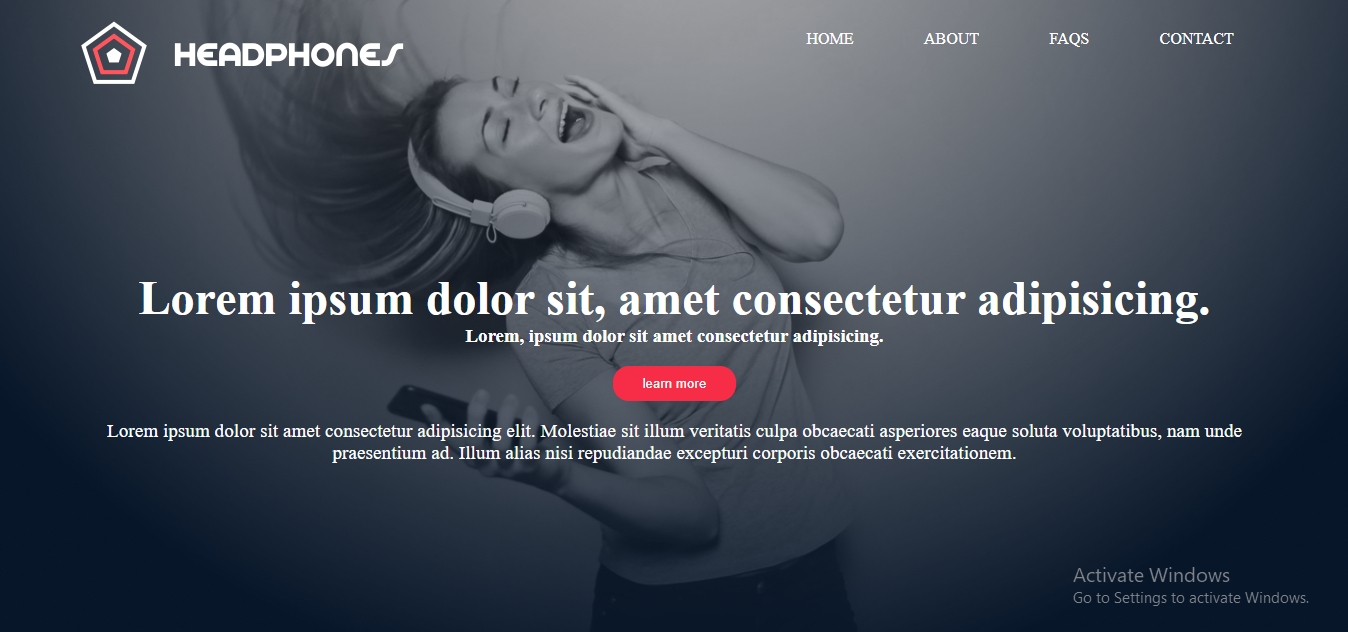 HEADPHONES
HOME ABOUT FAQS CONTACT
Lorem ipsum dolor sit, amet consectetur adipisicing.
Lorem, ipsum dolor sit amet consectetur adipisicing.
learn more
Lorem ipsum dolor sit amet consectetur adipisicing elit. Molestiae sit illum veritatis culpa obcaecati asperiores eaque soluta voluptatibus, nam unde
praesentium ad. Illum alias nisi repudiandae excepturi corporis obcaecati exercitationem.
Activate Windows
Go to Settings to activate Windows.